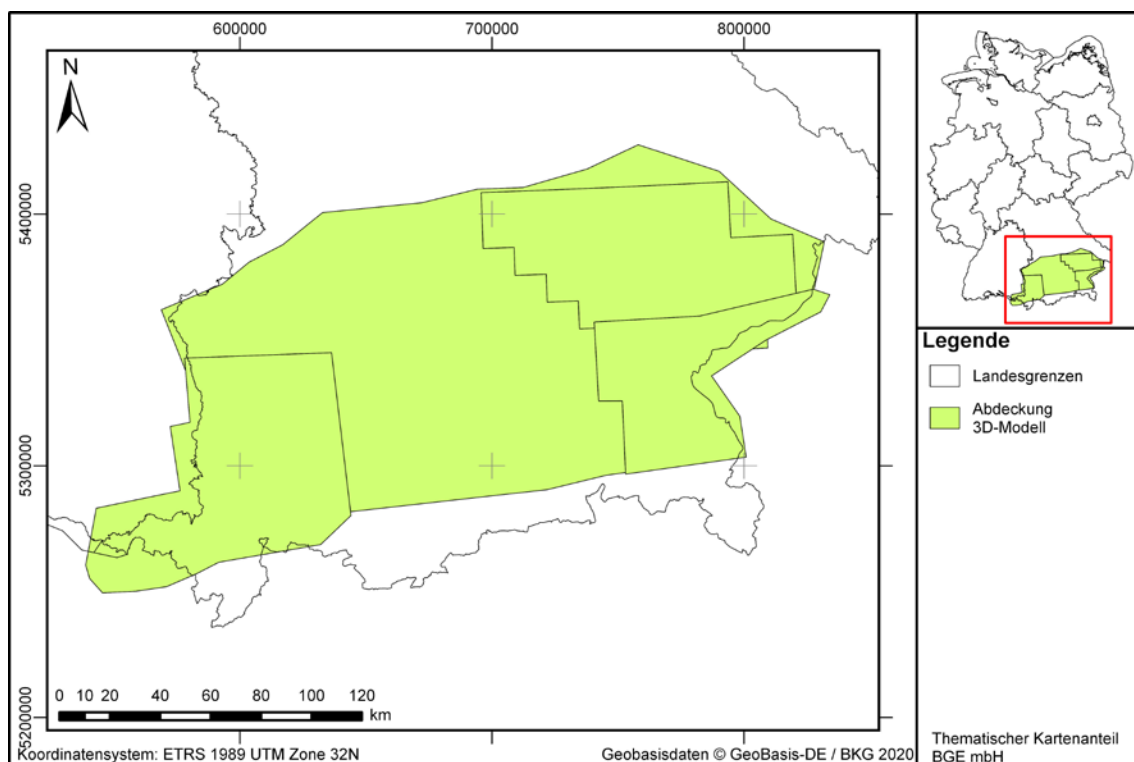 600000 700000 800000
N
5400000
5300000
5200000
0 10 20 40 60 80 100 120
km
Koordinatensystem: ETRS 1989 UTM Zone 32N
Geobasisdaten © GeoBasis-DE / BKG 2020
Legende
Landesgrenzen
Abdeckung
3D-Modell
Thematischer Kartenanteil
BGE mbH